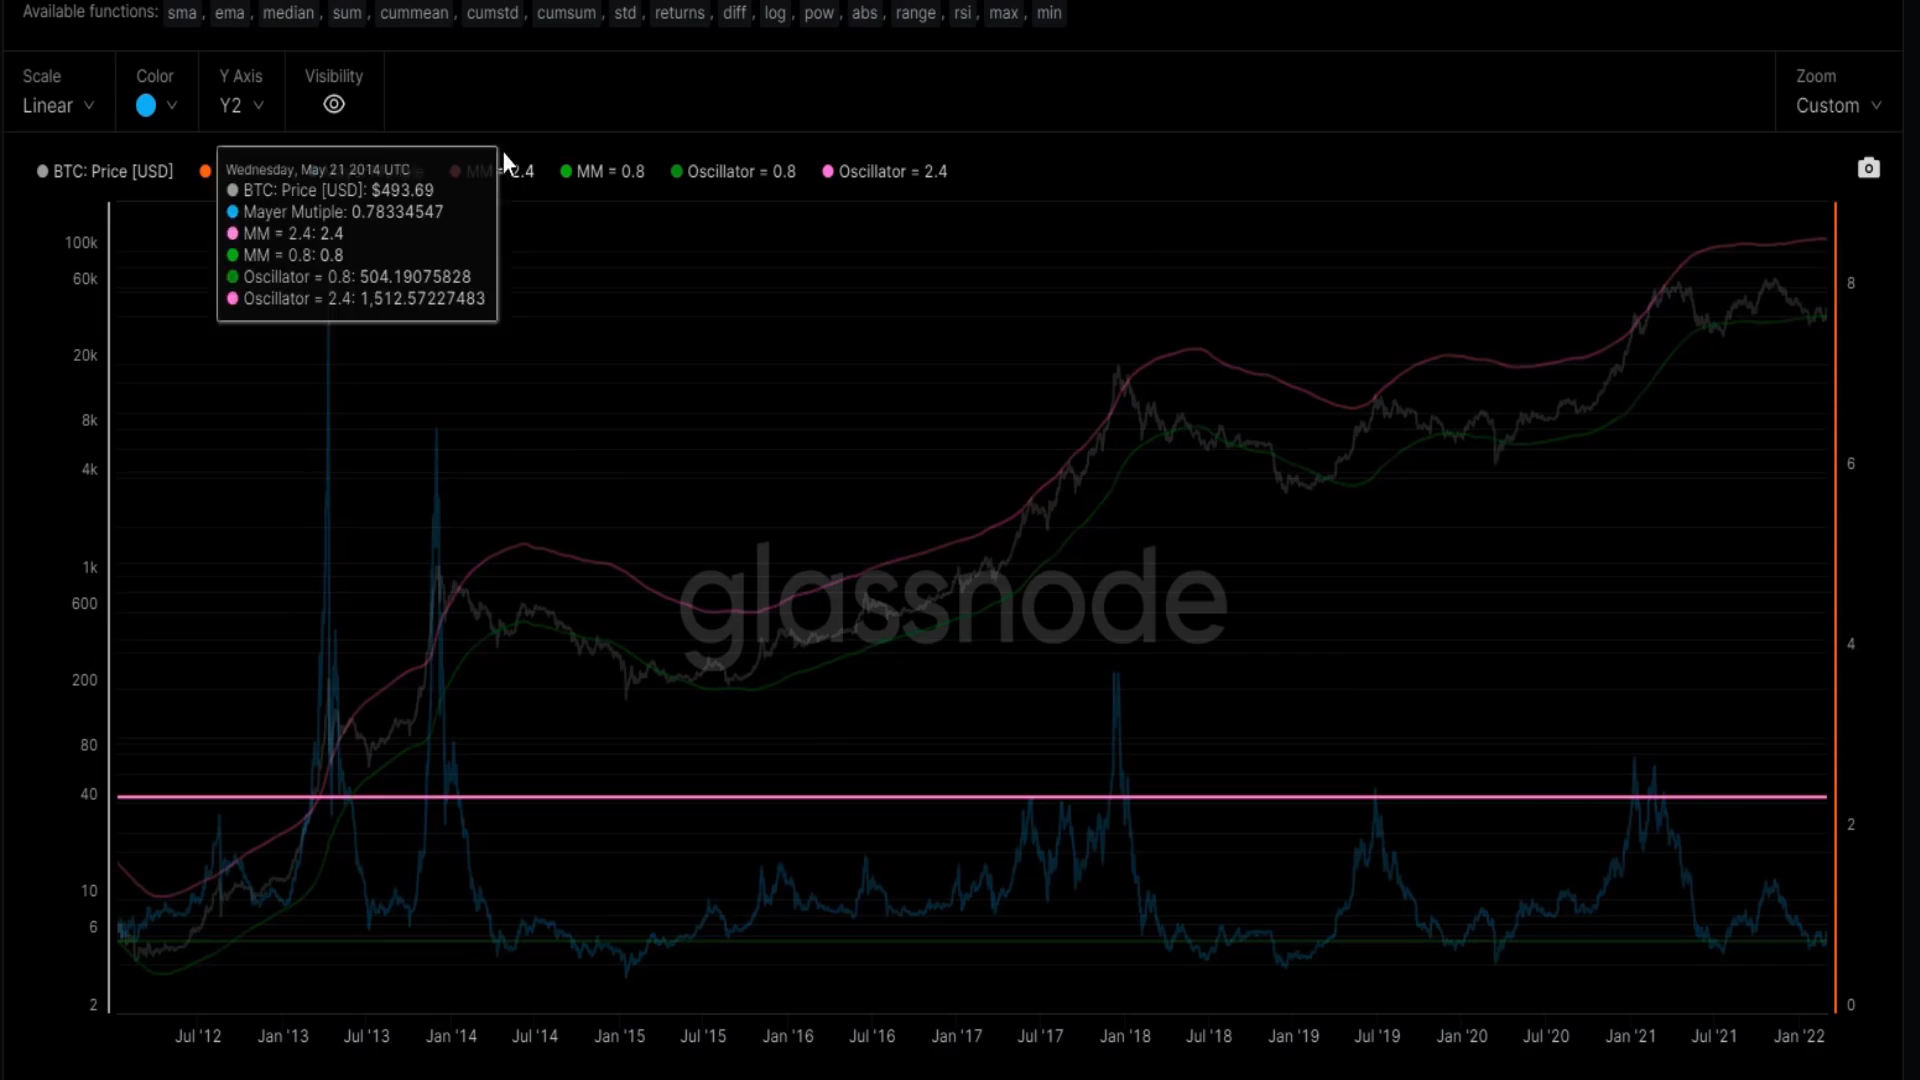 Available functions: sma , ema , median , sum , cummean , cumstd , cumsum , std , returns , diff , log , pow , abs , range , rsi , max , min
Scale Color Y Axis Visibility Zoom
Linear Y2 Custom
BTC: Price [USD] MM = 2.4 MM = 0.8 Oscillator = 0.8 Oscillator = 2.4
Wednesday, May 21 2014 UTC
BTC: Price [USD]: $493.69
Mayer Mutiple: 0.78334547
MM = 2.4: 2.4
MM = 0.8: 0.8
Oscillator = 0.8: 504.19075828
Oscillator = 2.4: 1,512.57227483
100k
60k
8
20k
8k
6
4k
1k
glassnode
600
4
200
80
40
2
10
6
2
0
Jul '12 Jan '13 Jul '13 Jan '14 Jul '14 Jan '15 Jul '15 Jan '16 Jul '16 Jan '17 Jul '17 Jan '18 Jul '18 Jan '19 Jul '19 Jan '20 Jul '20 Jan '21 Jul '21 Jan '22